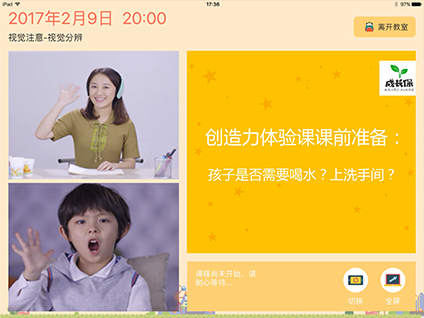 iPad
17:36
97%
2017年2月9日 20:00
离开教室
视觉注意-视觉分辨
成长保
创造力体验课课前准备：
孩子是否需要喝水？上洗手间？
课程尚未开始，请
耐心等待...
切换
全屏